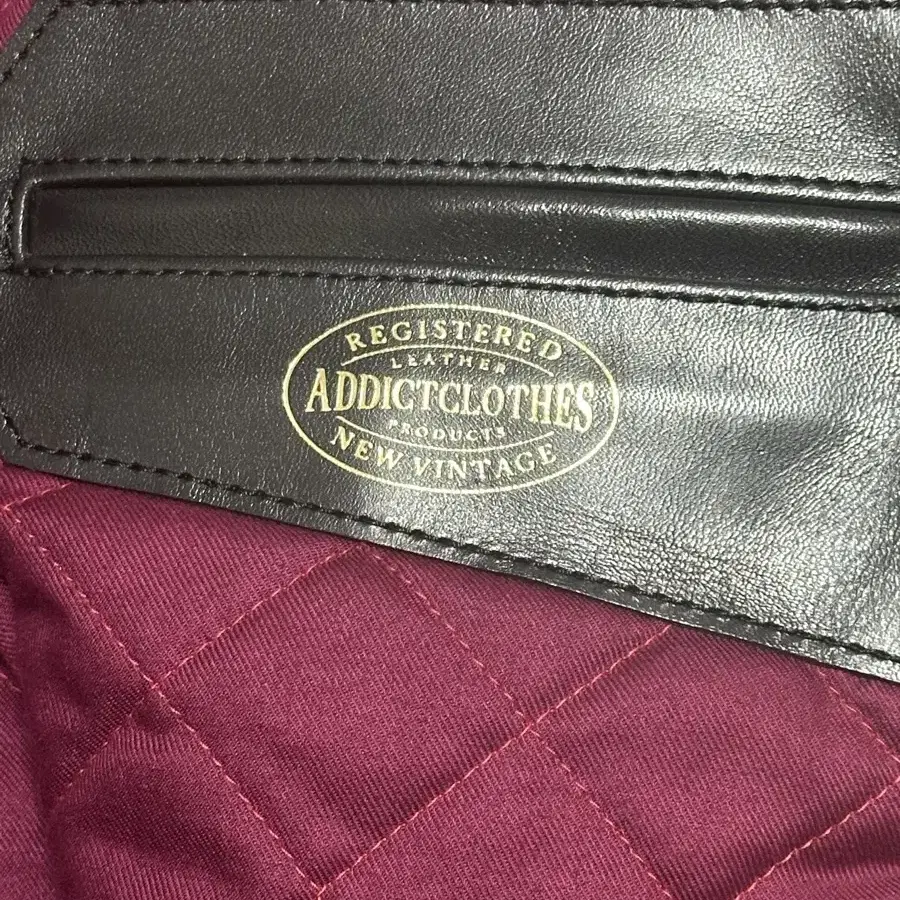 REGISTERED
LEATHER
ADDICTCLOTHES
PRODUCTS
NEW VINTAGE